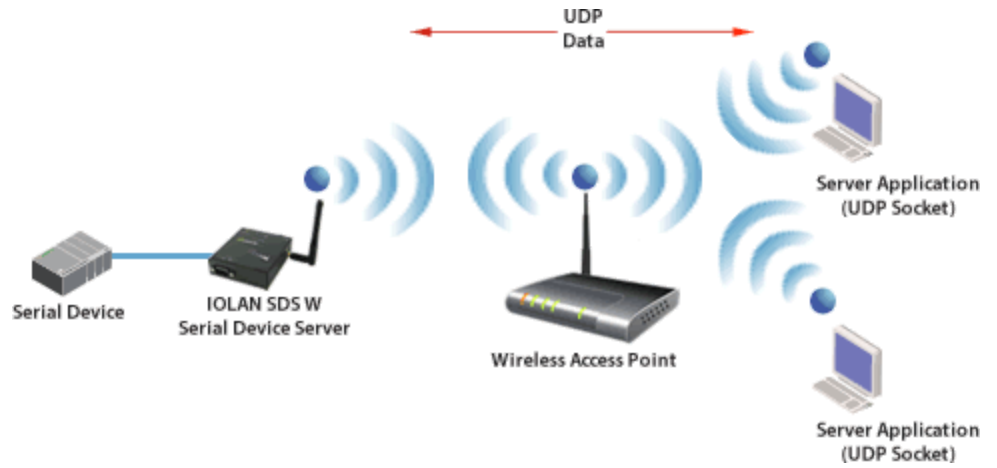 UDP
Data
Server Application
(UDP Socket)
Serial Device
IOLAN SDS W
Serial Device Server
Wireless Access Point
Server Application
(UDP Socket)